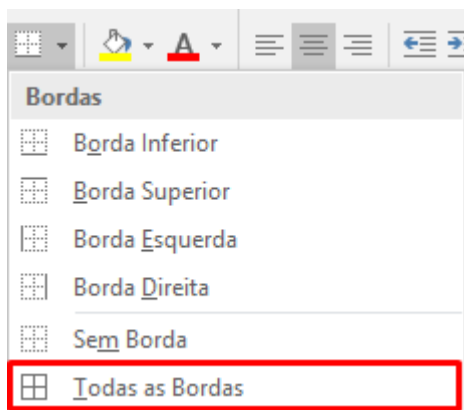 A
Bordas
Borda Inferior
Borda Superior
Borda Esquerda
Borda Direita
Sem Borda
Todas as Bordas